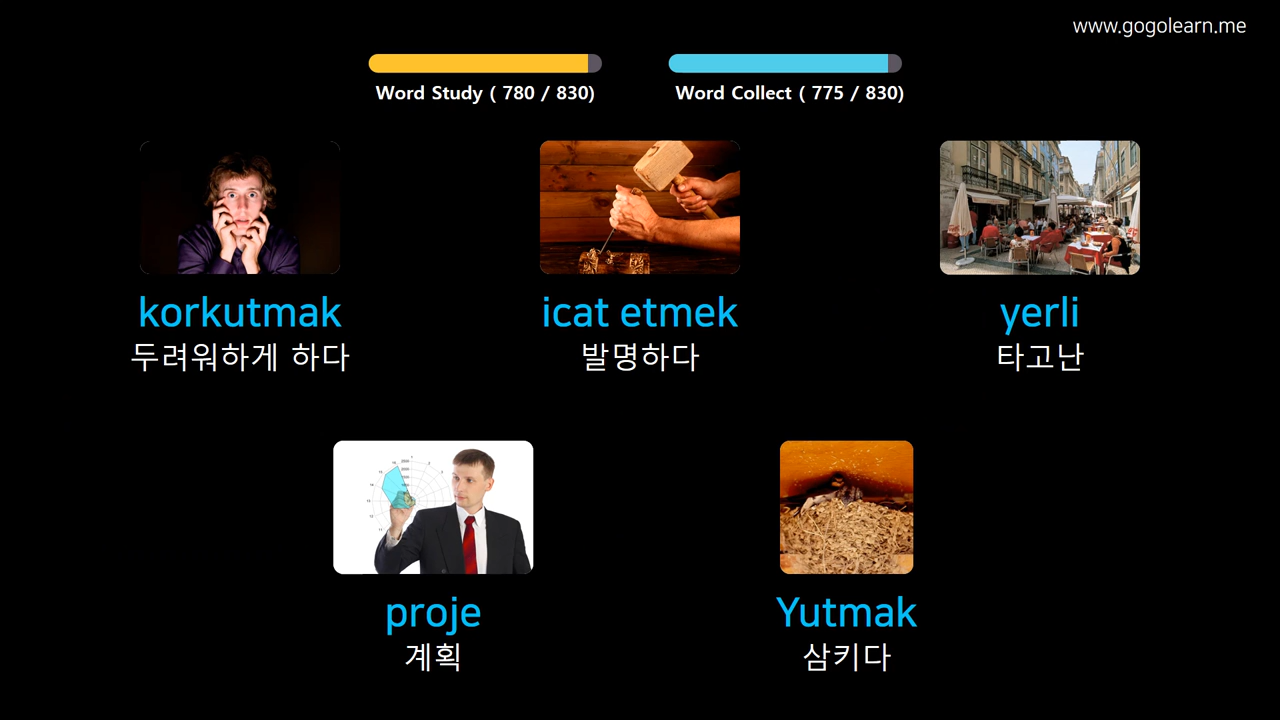 www.gogolearn.me
Word Study ( 780 / 830)
Word Collect ( 775 / 830)
korkutmak
두려워하게 하다
icat etmek
발명하다
yerli
타고난
proje
계획
Yutmak
삼키다